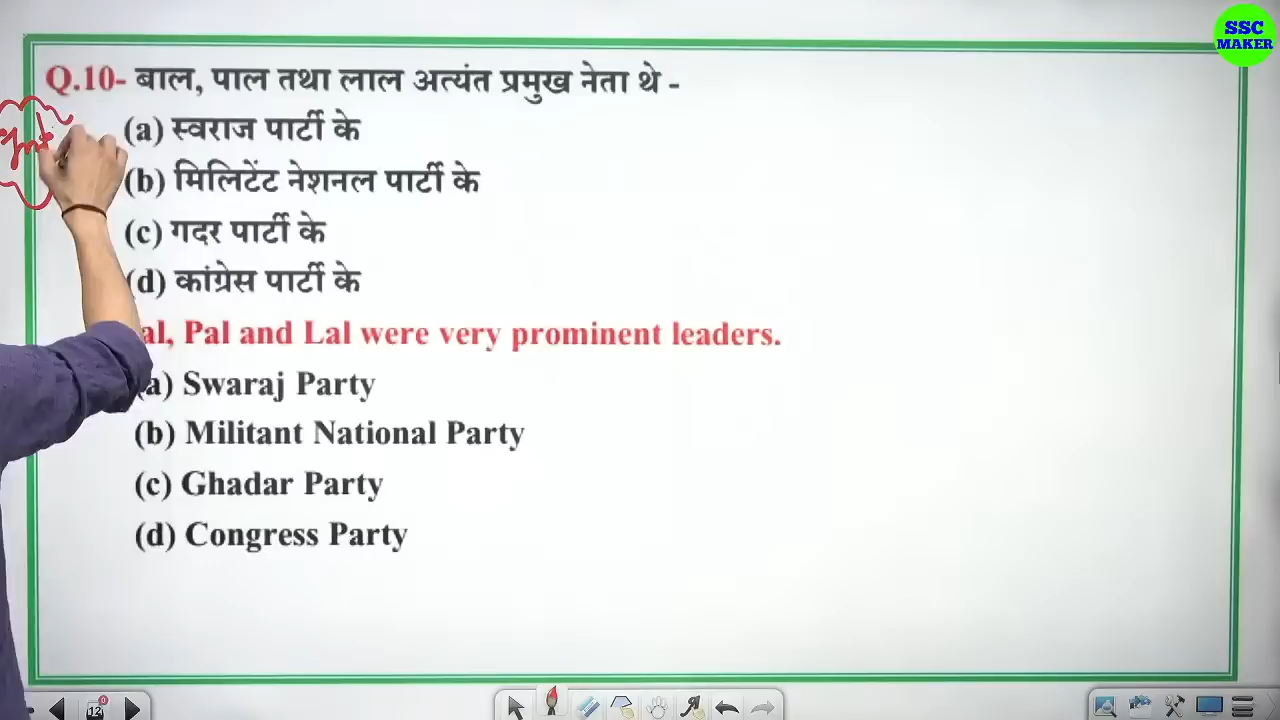 SSC
MAKER
Q.10- बाल, पाल तथा लाल अत्यंत प्रमुख नेता थे -
(a) स्वराज पार्टी के
(b) मिलिटेंट नेशनल पार्टी के
(c) गदर पार्टी के
(d) कांग्रेस पार्टी के
al, Pal and Lal were very prominent leaders.
a) Swaraj Party
(b) Militant National Party
(c) Ghadar Party
(d) Congress Party